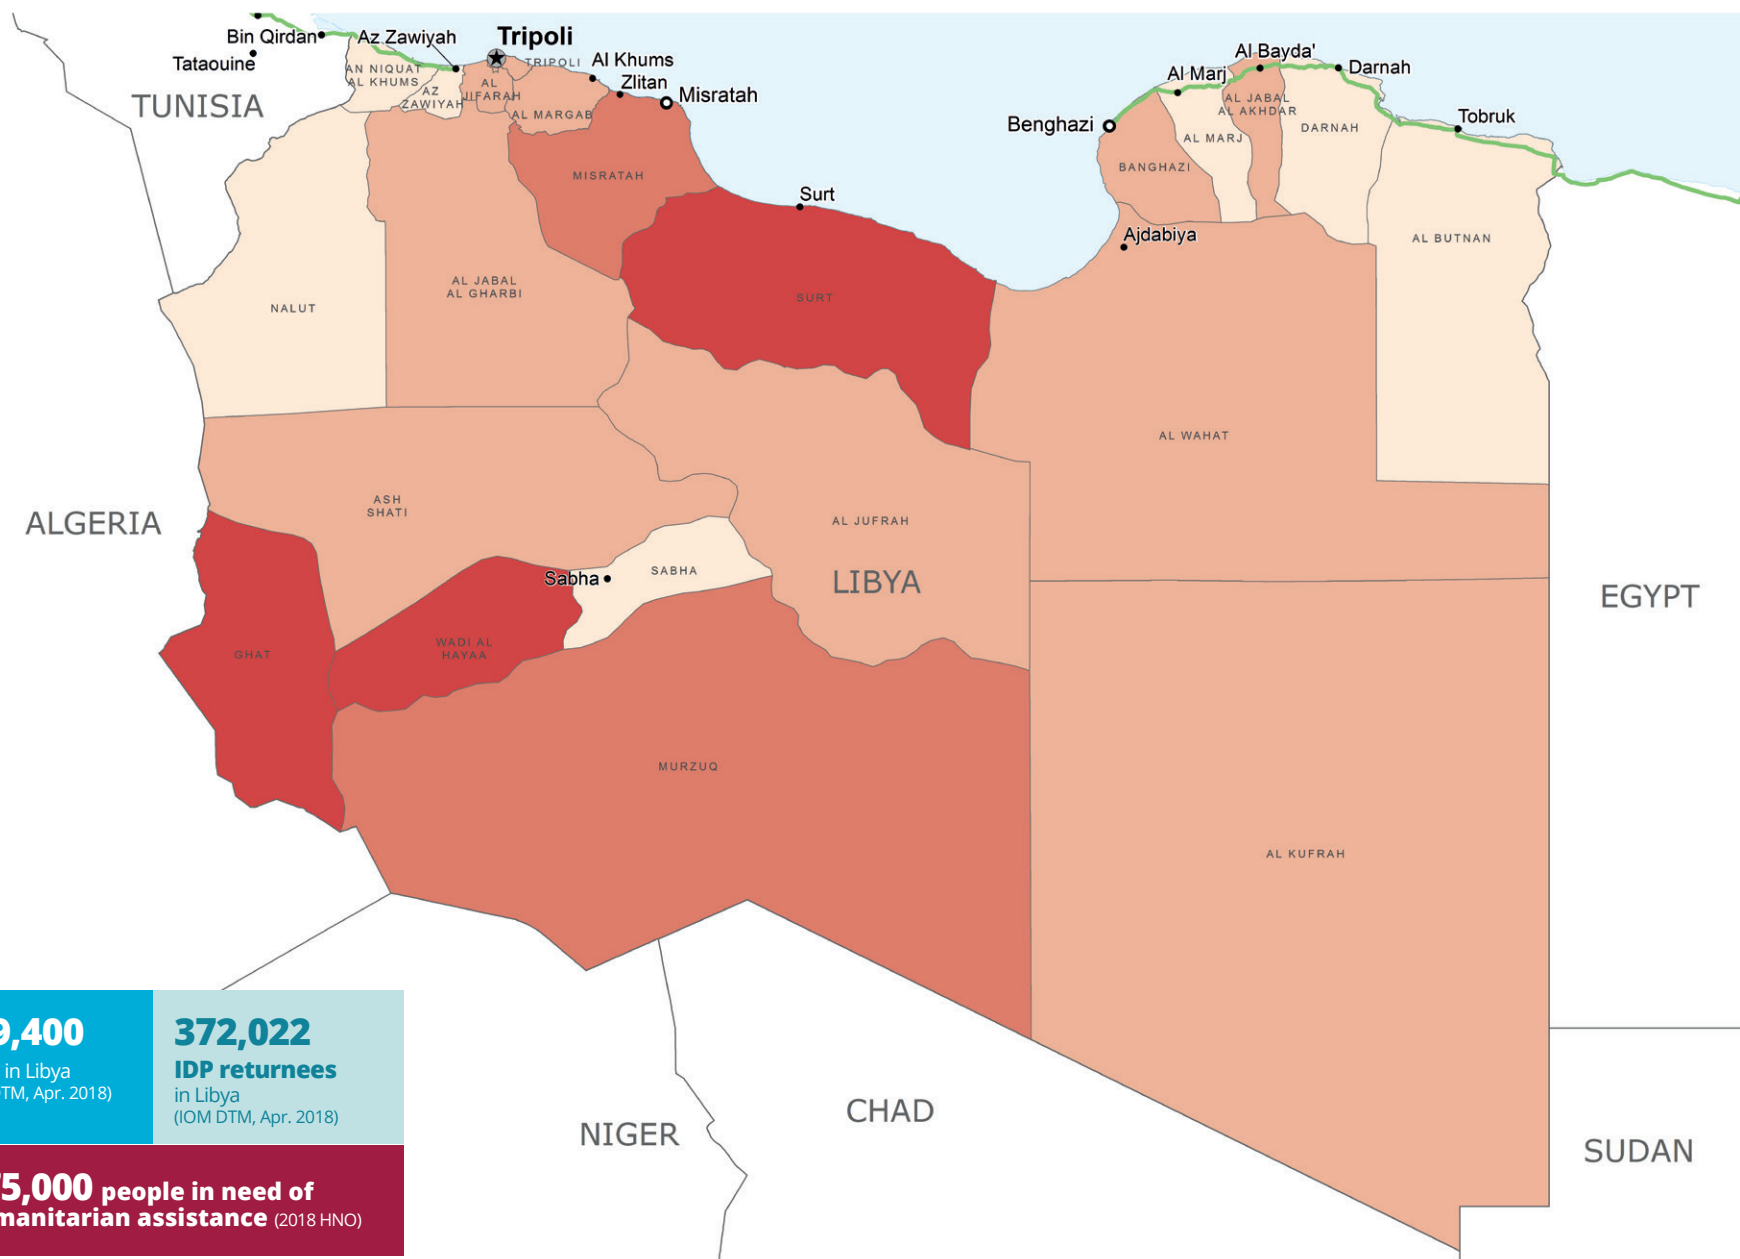 Bin Qirdan
Tataouine
TUNISIA
Az Zawiyah
Tripoli
TRIPOLI
Al Khums
Zlitan
Misratah
AN NIQUAT
AL KHUMS
AZ
ZAWIYAH
AL
JIFARAH
AL MARGAB
MISRATAH
Surt
SURT
NALUT
AL JABAL
AL GHARBI
Benghazi
BANGHAZI
Al Marj
AL MARJ
Al Bayda'
AL JABAL
AL AKHDAR
Darnah
DARNAH
Tobruk
AL BUTNAN
Ajdabiya
AL WAHAT
ALGERIA
ASH
SHATI
AL JUFRAH
LIBYA
Sabha
SABHA
EGYPT
GHAT
WADI AL
HAYAA
MURZUQ
AL KUFRAH
NIGER
CHAD
SUDAN
9,400
in Libya
TM, Apr. 2018)
372,022
IDP returnees
in Libya
(IOM DTM, Apr. 2018)
5,000 people in need of
manitarian assistance (2018 HNO)